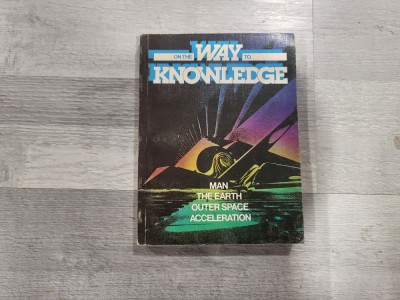 ON THE WAY TO
KNOWLEDGE
MAN
THE EARTH
OUTER SPACE
ACCELERATION